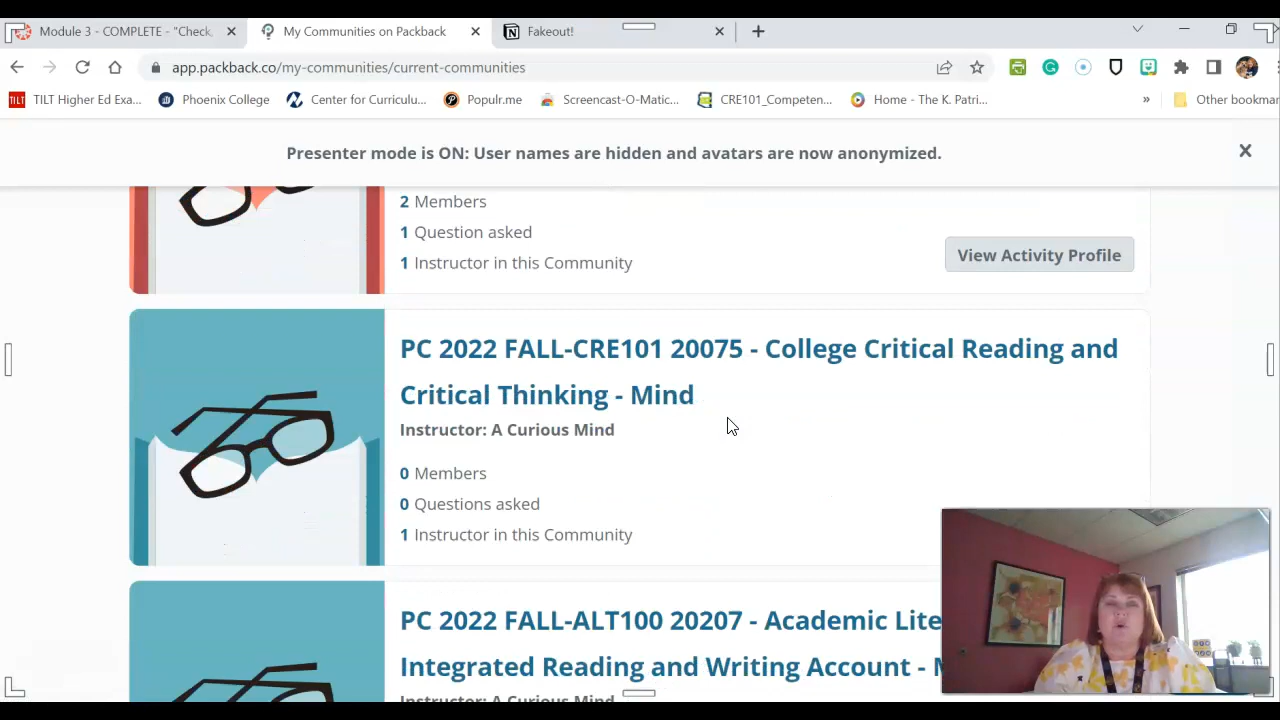 Module 3 - COMPLETE - "Check,
My Communities on Packback
Fakeout!
app.packback.co/my-communities/current-communities
TILT Higher Ed Exa...
Phoenix College
Center for Curriculu...
Populr.me
Screencast-O-Matic...
CRE101_Competen...
Home - The K. Patri...
»
Other bookmar
Presenter mode is ON: User names are hidden and avatars are now anonymized.
2 Members
1 Question asked
1 Instructor in this Community
View Activity Profile
PC 2022 FALL-CRE101 20075 - College Critical Reading and
Critical Thinking - Mind
Instructor: A Curious Mind
0 Members
0 Questions asked
1 Instructor in this Community
PC 2022 FALL-ALT100 20207 - Academic Lite
Integrated Reading and Writing Account - M
Instructor: A Curious Mind